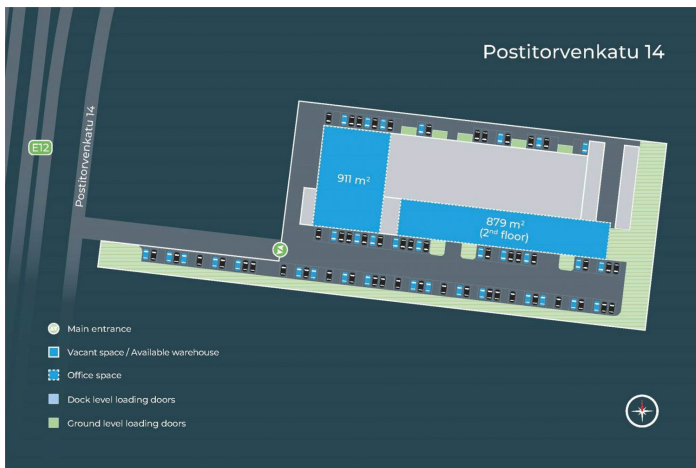 Postitorvenkatu 14
E12
Postitorvenkatu 14
911 m²
879 m²
(2ⁿᵈ floor)
Main entrance
Vacant space / Available warehouse
Office space
Dock level loading doors
Ground level loading doors